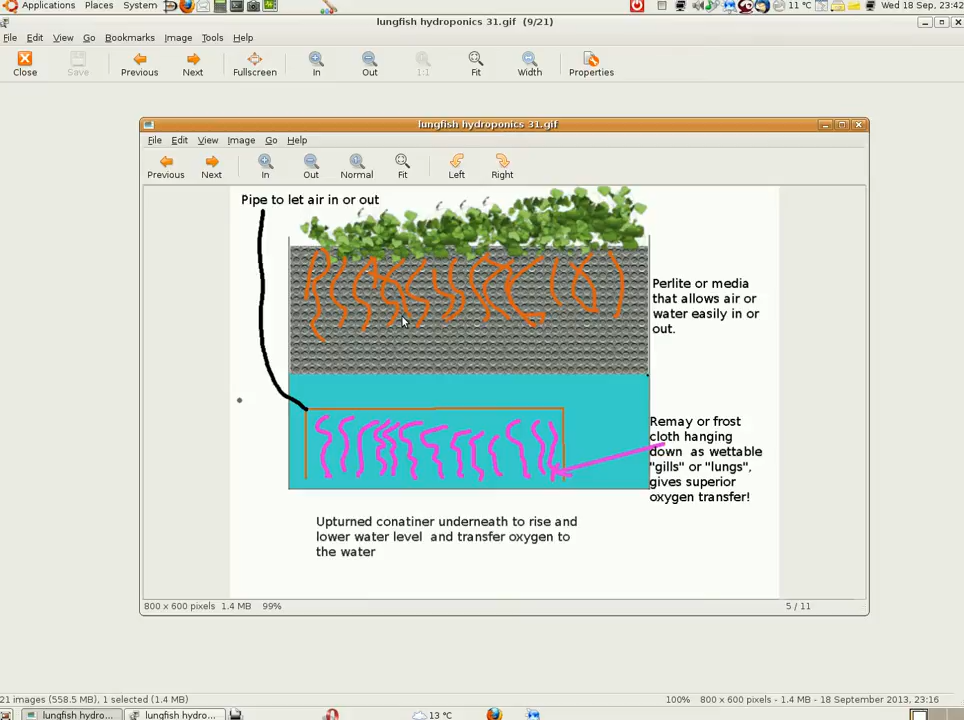 Applications Places System
11 °C
Wed 18 Sep, 23:42
lungfish hydroponics 31.gif (9/21)
File Edit View Go Bookmarks Image Tools Help
Close Save Previous Next Fullscreen In Out 1:1 Fit Width Properties
lungfish hydroponics 31.gif
File Edit View Image Go Help
Previous Next In Out Normal Fit Left Right
Pipe to let air in or out
Perlite or media
that allows air or
water easily in or
out.
Remay or frost
cloth hanging
down as wettable
"gills" or "lungs",
gives superior
oxygen transfer!
Upturned conatiner underneath to rise and
lower water level and transfer oxygen to
the water
800 x 600 pixels 1.4 MB 99%
5 / 11
21 images (558.5 MB), 1 selected (1.4 MB)
100% 800 x 600 pixels - 1.4 MB - 18 September 2013, 23:16
lungfish hydro... lungfish hydro...
13 °C